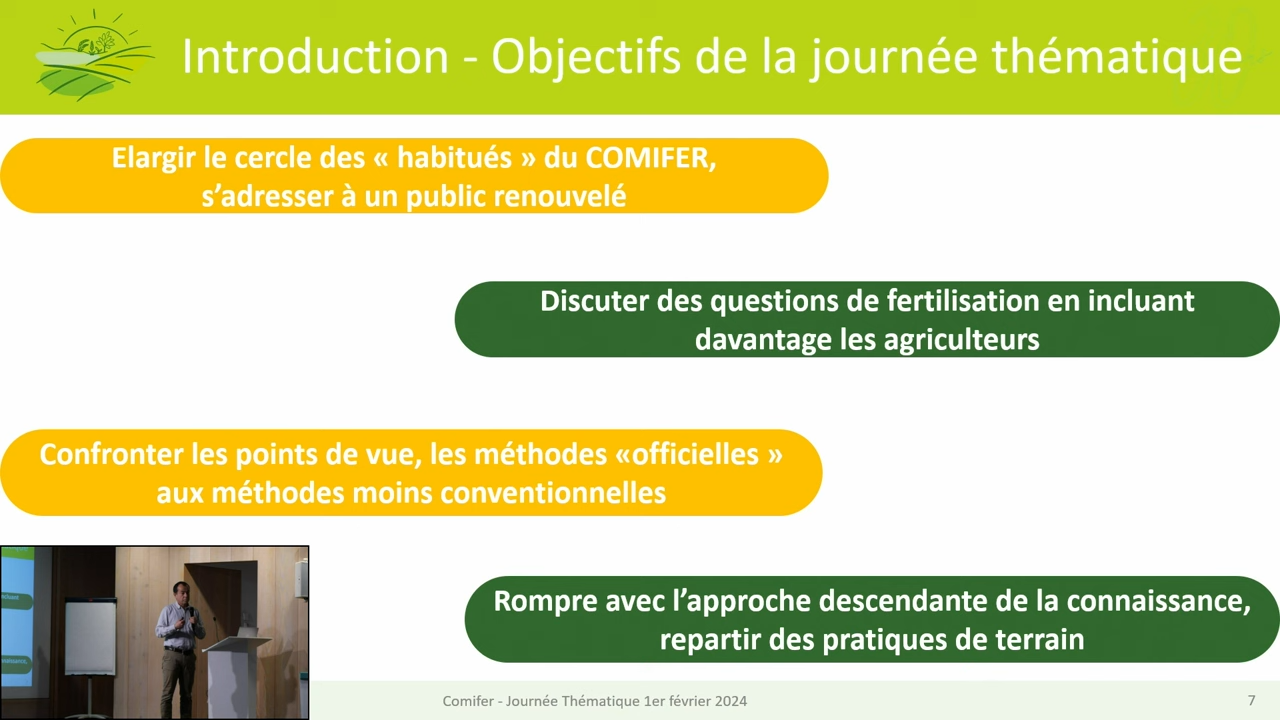 Introduction - Objectifs de la journée thématique
Elargir le cercle des « habitués » du COMIFER,
s’adresser à un public renouvelé
Discuter des questions de fertilisation en incluant
davantage les agriculteurs
Confronter les points de vue, les méthodes «officielles »
aux méthodes moins conventionnelles
Rompre avec l’approche descendante de la connaissance,
repartir des pratiques de terrain
Comifer - Journée Thématique 1er février 2024
7